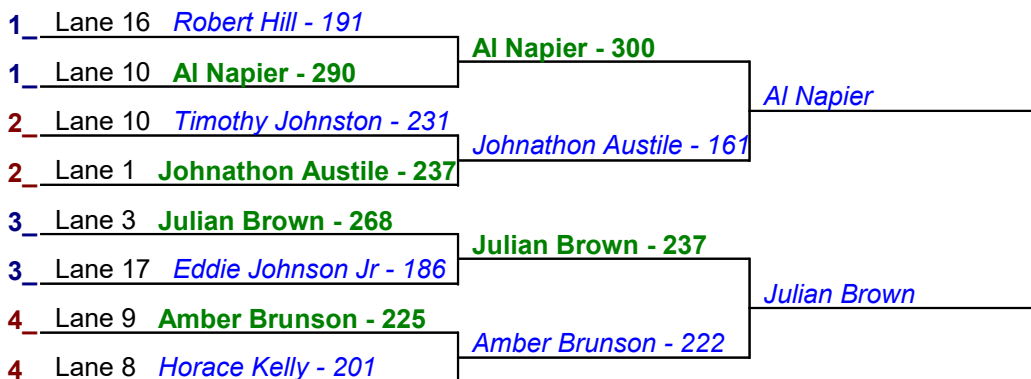 1_ Lane 16 Robert Hill - 191
1_ Lane 10 Al Napier - 290
2_ Lane 10 Timothy Johnston - 231
2_ Lane 1 Johnathon Austile - 237
3_ Lane 3 Julian Brown - 268
3_ Lane 17 Eddie Johnson Jr - 186
4_ Lane 9 Amber Brunson - 225
4 Lane 8 Horace Kelly - 201
Al Napier - 300
Johnathon Austile - 161
Julian Brown - 237
Amber Brunson - 222
Al Napier
Julian Brown